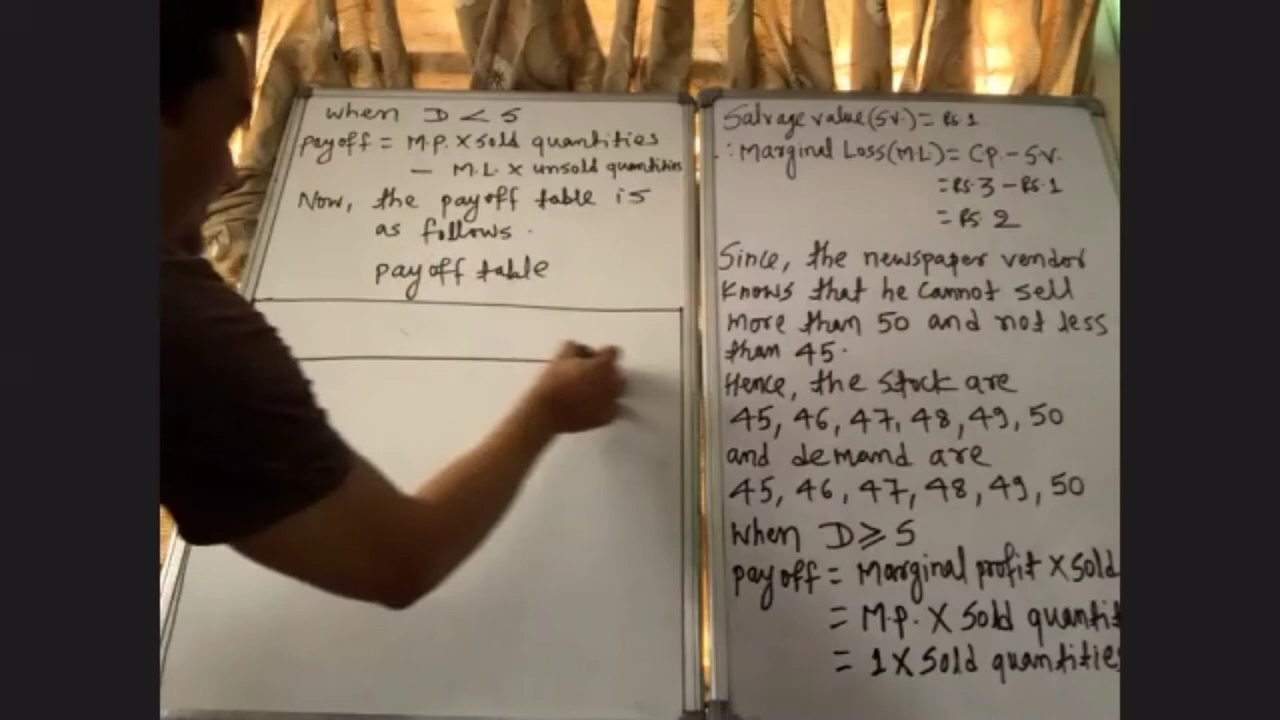 when D < S
payoff = M.P. × sold quantities
— M.L. × unsold quantities
Now, the payoff table is
as follows.
payoff table
Salvage value (S.V.) = Rs. 1
∴ Marginal Loss (M.L) = C.P. – S.V.
= Rs. 3 – Rs. 1
= Rs. 2
Since, the newspaper vendor
knows that he cannot sell
more than 50 and not less
than 45.
Hence, the stock are
45, 46, 47, 48, 49, 50
and demand are
45, 46, 47, 48, 49, 50
When D ⩾ S
payoff = Marginal profit × sold
= M.P. × sold quantit
= 1 × sold quantities